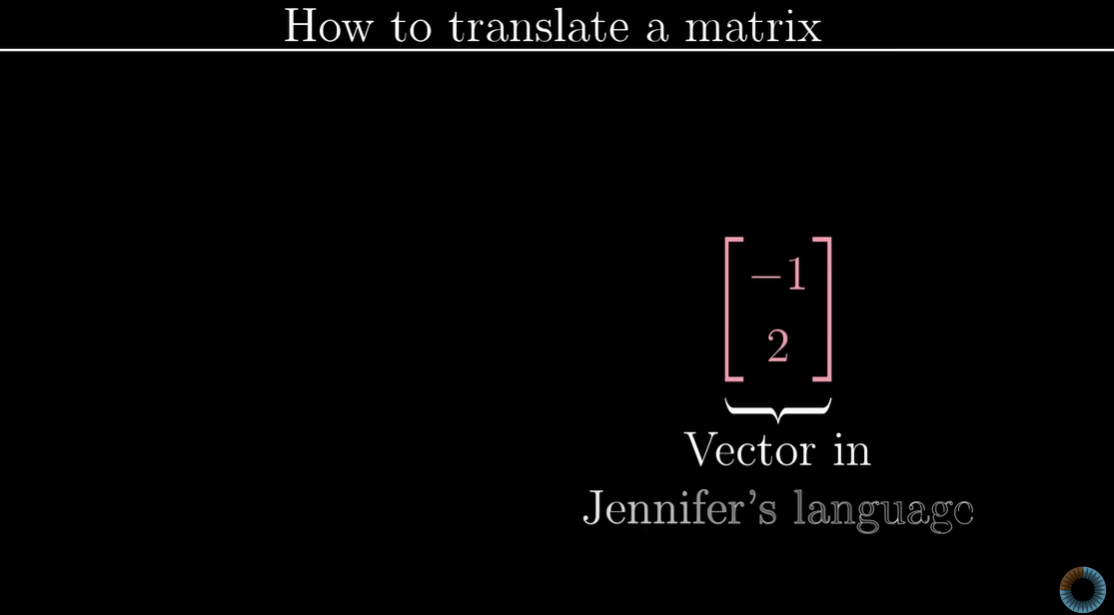 How to translate a matrix
−1
2
Vector in
Jennifer's language